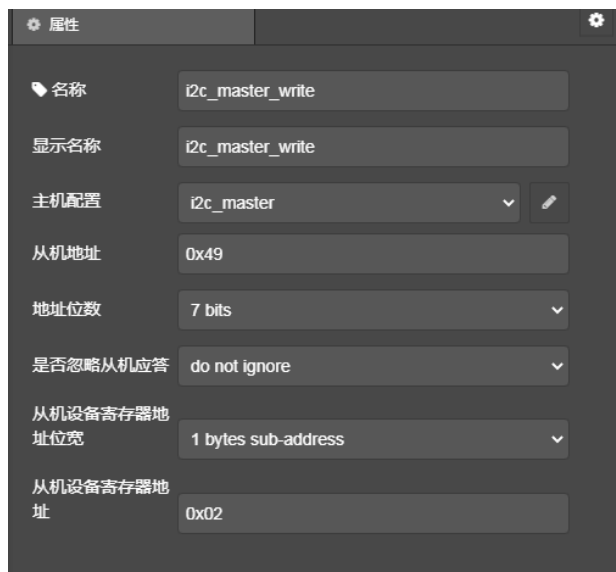 属性
名称
i2c_master_write
显示名称
i2c_master_write
主机配置
i2c_master
从机地址
0x49
地址位数
7 bits
是否忽略从机应答
do not ignore
从机设备寄存器地
址位宽
1 bytes sub-address
从机设备寄存器地
址
0x02